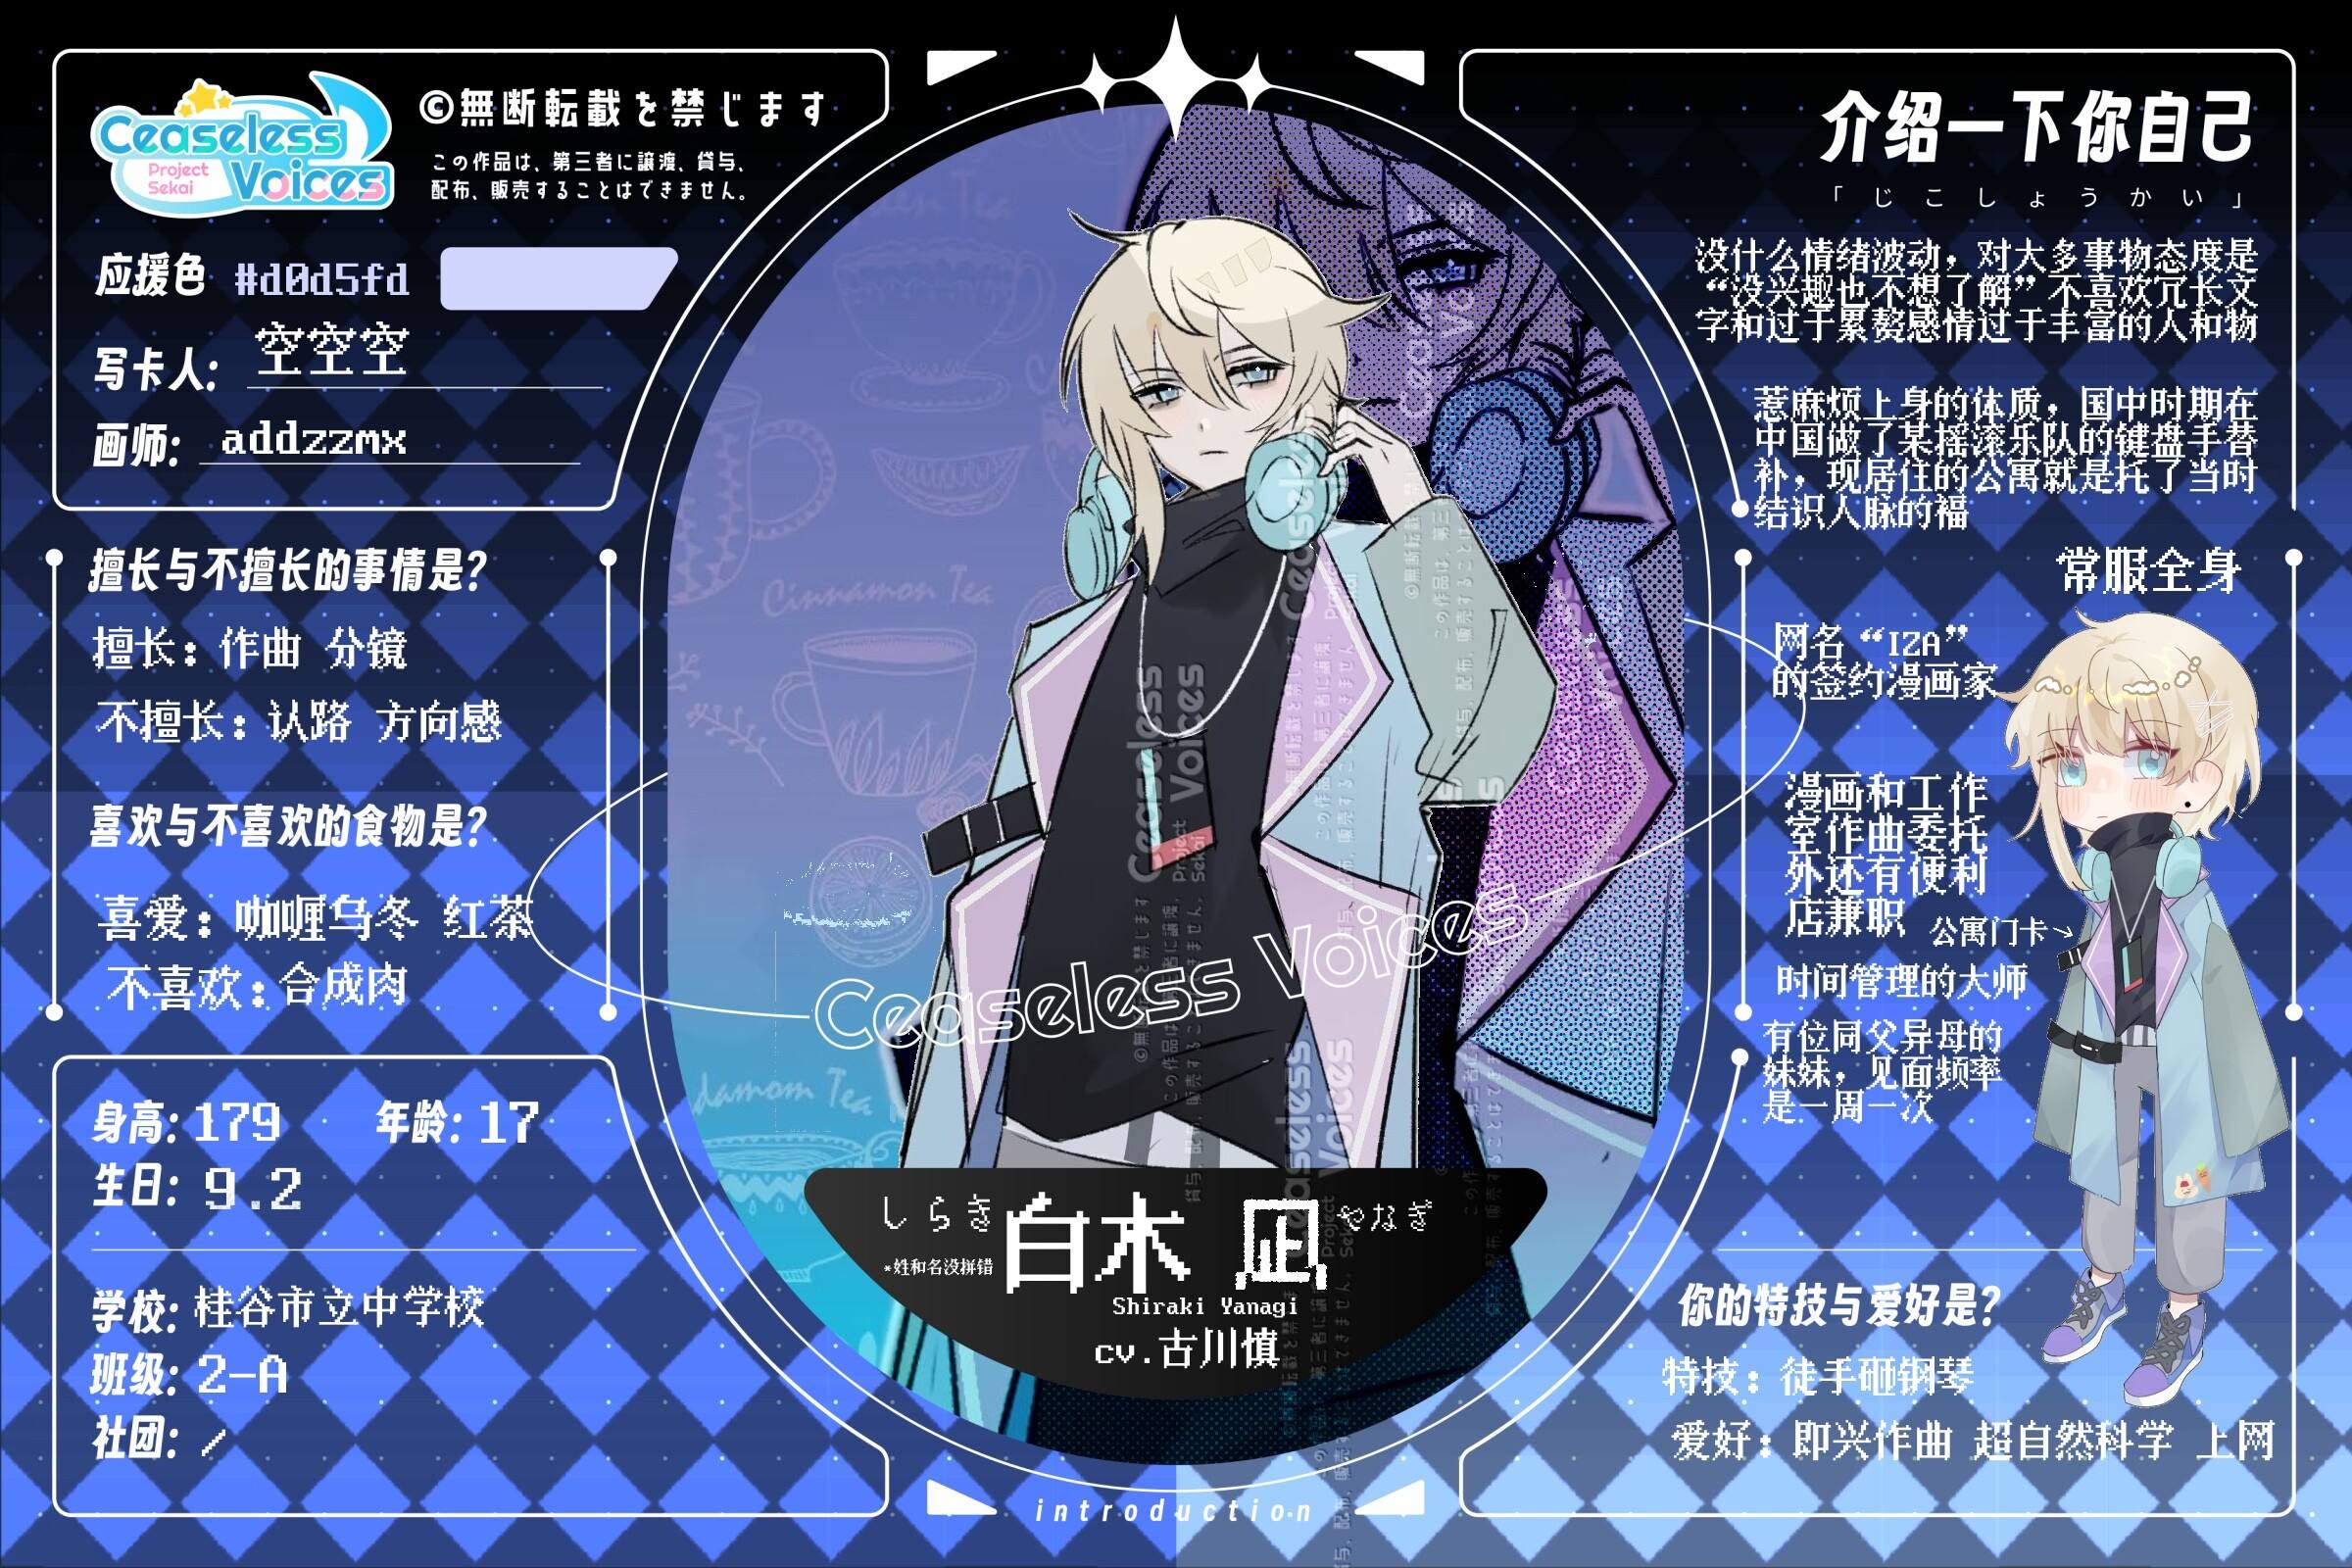 Ceaseless
Project
Sekai
Voices
©無断転載を禁じます
この作品は、第三者に譲渡、貸与、
配布、販売することはできません。
应援色 #d0d5fd
写卡人: 空空空
画师: addzzmx
擅长与不擅长的事情是?
擅长: 作曲 分镜
不擅长: 认路 方向感
喜欢与不喜欢的食物是?
喜爱: 咖喱乌冬 红茶
不喜欢: 合成肉
身高: 179 年龄: 17
生日: 9.2
学校: 桂谷市立中学校
班级: 2-A
社团: /
Cinnamon Tea
damom Tea
Ceaseless Voices
しらき 白木 凪 やなぎ
*姓和名没拼错
Shiraki Yanagi
cv.古川慎
introduction
介绍一下你自己
「じこしょうかい」
没什么情绪波动，对大多事物态度是
“没兴趣也不想了解”不喜欢冗长文
字和过于累赘感情过于丰富的人和物
惹麻烦上身的体质，国中时期在
中国做了某摇滚乐队的键盘手替
补，现居住的公寓就是托了当时
结识人脉的福
常服全身
网名“IZA”
的签约漫画家
漫画和工作
室作曲委托
外还有便利
店兼职
公寓门卡→
时间管理的大师
有位同父异母的
妹妹，见面频率
是一周一次
你的特技与爱好是?
特技: 徒手砸钢琴
爱好: 即兴作曲 超自然科学 上网